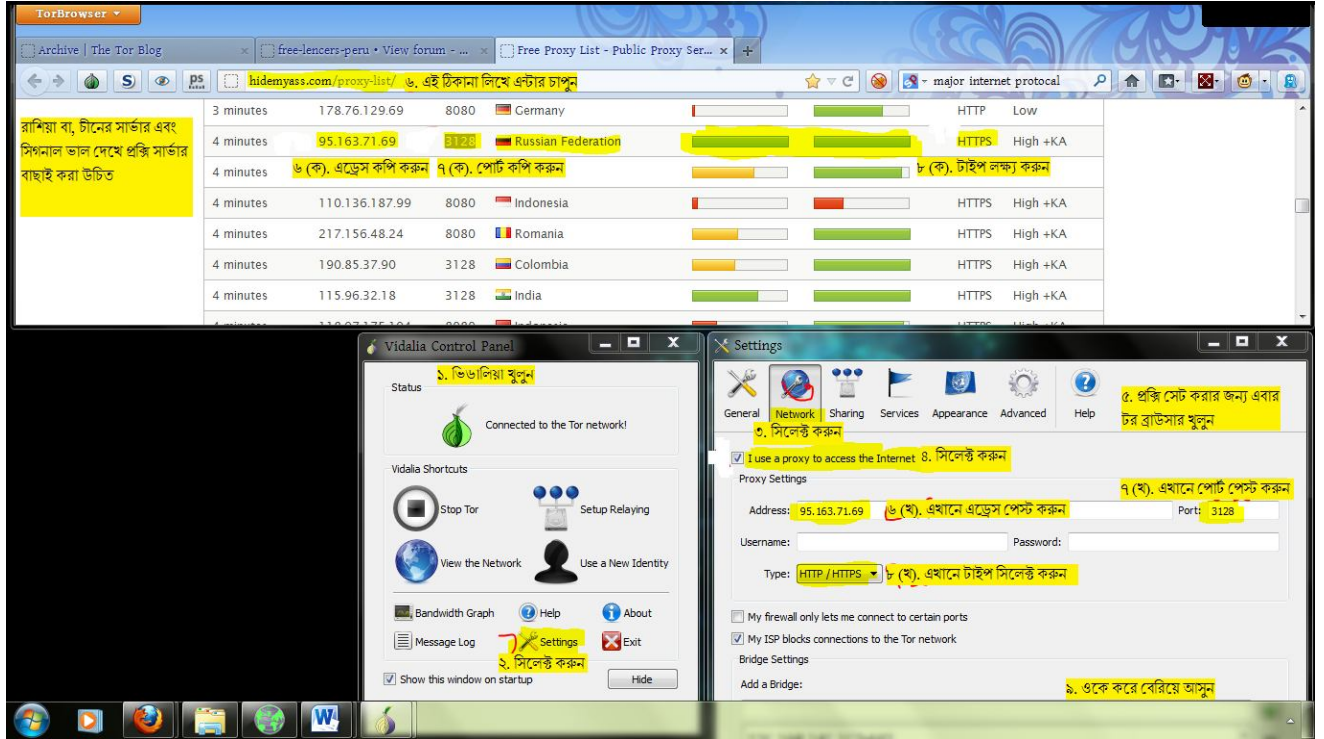 TorBrowser
Archive | The Tor Blog
free-lencers-peru • View forum - ...
Free Proxy List - Public Proxy Ser...
hidemyass.com/proxy-list/ ৬. এই ঠিকানা লিখে এন্টার চাপুন
major internet protocal
রাশিয়া বা, চীনের সার্ভার এবং
সিগনাল ভাল দেখে প্রক্সি সার্ভার
বাছাই করা উচিত
3 minutes 178.76.129.69 8080 Germany HTTP Low
4 minutes 95.163.71.69 3128 Russian Federation HTTPS High +KA
4 minutes ৬ (ক). এড্রেস কপি করুন ৭ (ক). পোর্ট কপি করুন ৮ (ক). টাইপ লক্ষ্য করুন
4 minutes 110.136.187.99 8080 Indonesia HTTPS High +KA
4 minutes 217.156.48.24 8080 Romania HTTPS High +KA
4 minutes 190.85.37.90 3128 Colombia HTTPS High +KA
4 minutes 115.96.32.18 3128 India HTTPS High +KA
Vidalia Control Panel
১. ভিডালিয়া খুলুন
Status
Connected to the Tor network!
Vidalia Shortcuts
Stop Tor
Setup Relaying
View the Network
Use a New Identity
Bandwidth Graph
Help
About
Message Log
Settings
Exit
২. সিলেক্ট করুন
Show this window on startup
Hide
Settings
General Network Sharing Services Appearance Advanced Help
৫. প্রক্সি সেট করার জন্য এবার
টর ব্রাউসার খুলুন
৩. সিলেক্ট করুন
I use a proxy to access the Internet ৪. সিলেক্ট করুন
Proxy Settings
৭ (খ). এখানে পোর্ট পেস্ট করুন
Address: 95.163.71.69 ৬ (খ). এখানে এড্রেস পেস্ট করুন Port: 3128
Username: Password:
Type: HTTP / HTTPS ৮ (খ). এখানে টাইপ সিলেক্ট করুন
My firewall only lets me connect to certain ports
My ISP blocks connections to the Tor network
Bridge Settings
Add a Bridge:
৯. ওকে করে বেরিয়ে আসুন